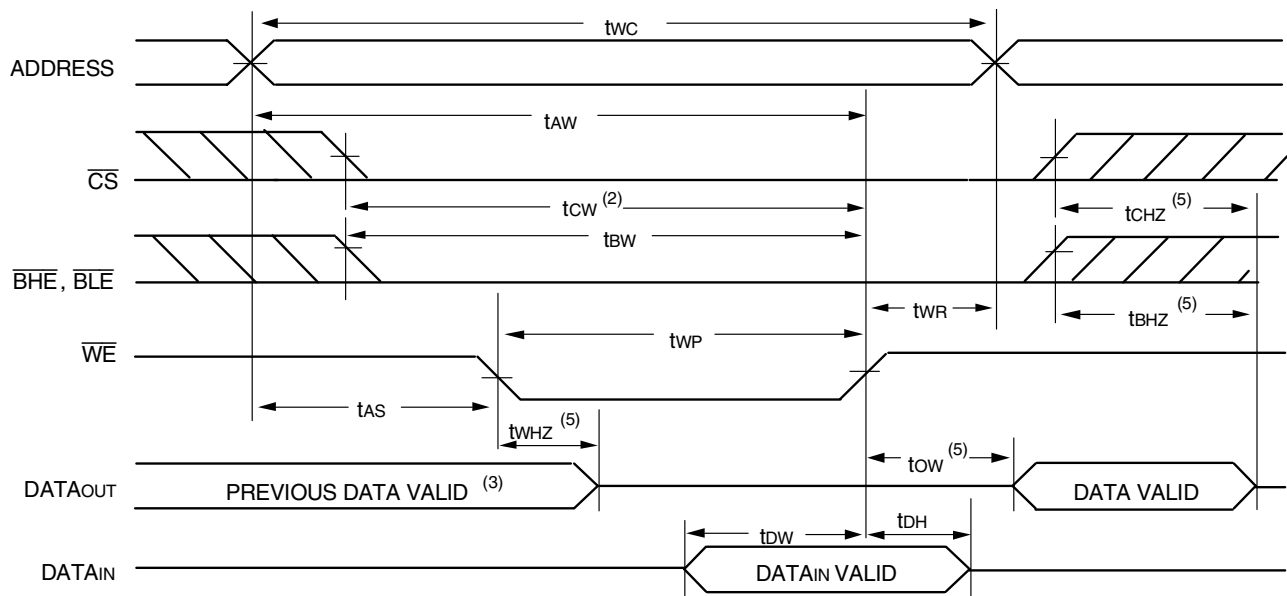 tWC
ADDRESS
tAW
CS
tCW (2)
tCHZ (5)
tBW
BHE, BLE
tWR
tBHZ (5)
tWP
WE
tAS
tWHZ (5)
tOW (5)
DATAOUT
PREVIOUS DATA VALID (3)
DATA VALID
tDW
tDH
DATAIN
DATAIN VALID